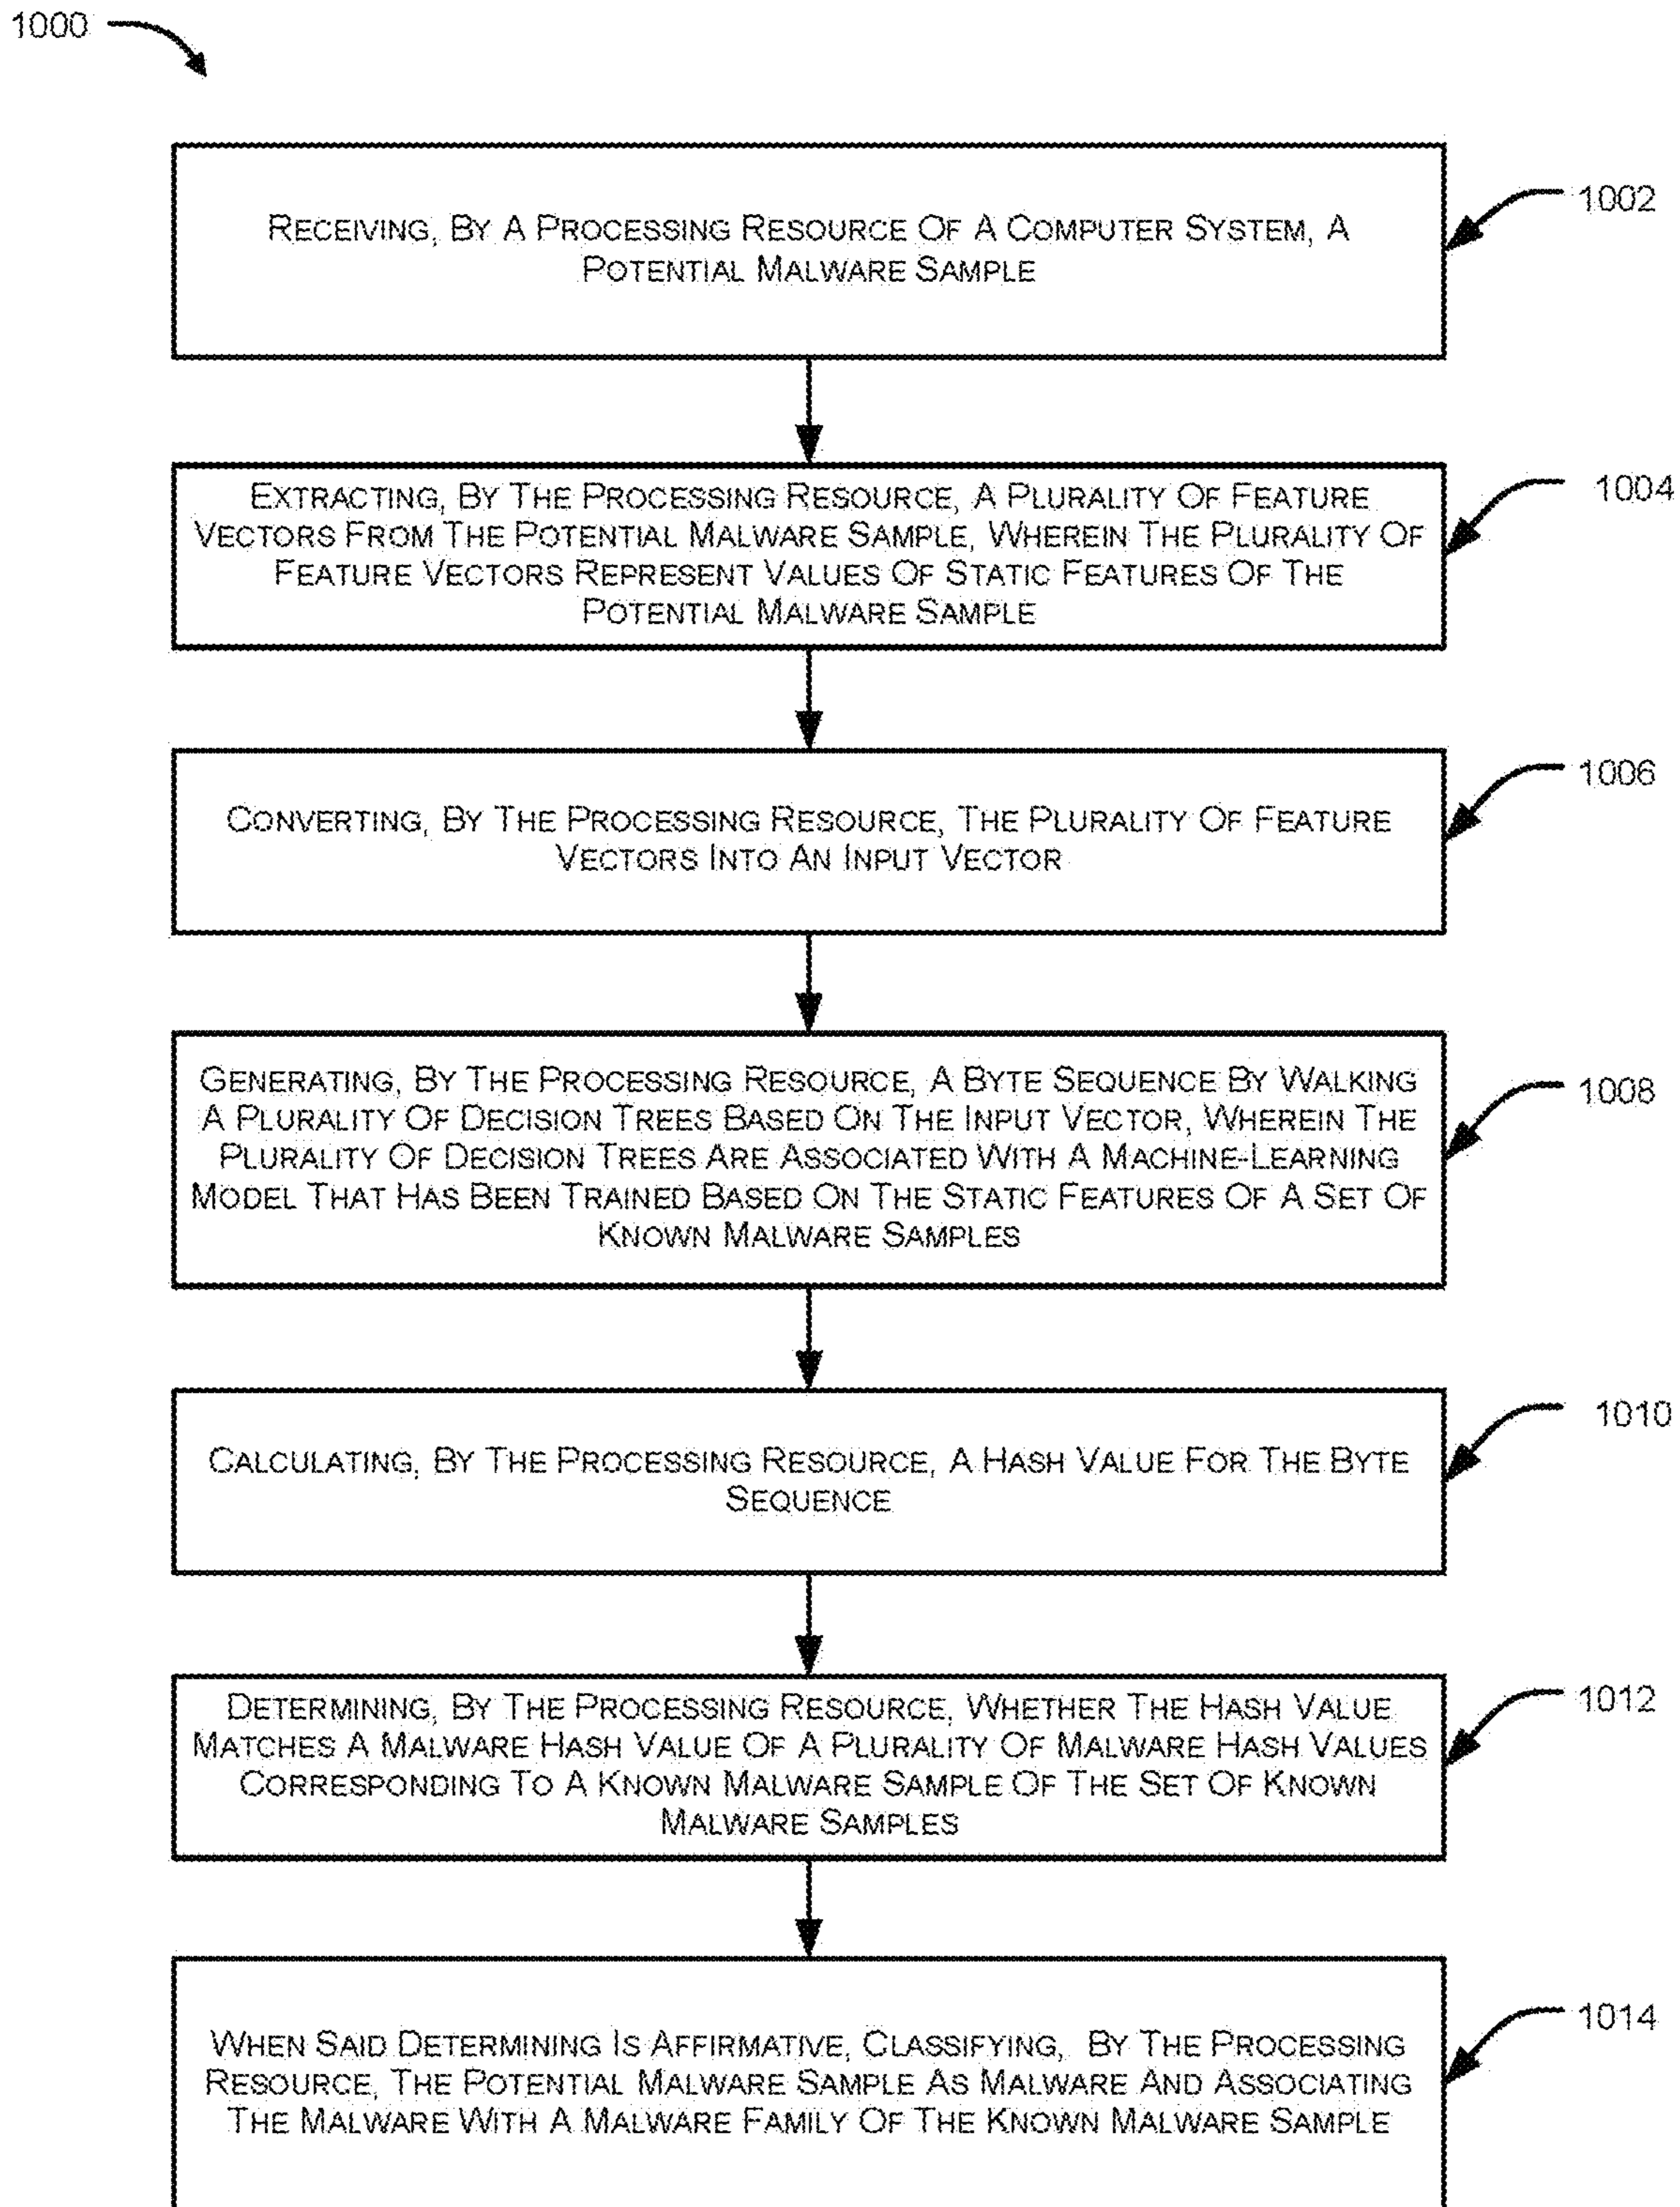 1000
RECEIVING, BY A PROCESSING RESOURCE OF A COMPUTER SYSTEM, A
POTENTIAL MALWARE SAMPLE
1002
EXTRACTING, BY THE PROCESSING RESOURCE, A PLURALITY OF FEATURE
VECTORS FROM THE POTENTIAL MALWARE SAMPLE, WHEREIN THE PLURALITY OF
FEATURE VECTORS REPRESENT VALUES OF STATIC FEATURES OF THE
POTENTIAL MALWARE SAMPLE
1004
CONVERTING, BY THE PROCESSING RESOURCE, THE PLURALITY OF FEATURE
VECTORS INTO AN INPUT VECTOR
1006
GENERATING, BY THE PROCESSING RESOURCE, A BYTE SEQUENCE BY WALKING
A PLURALITY OF DECISION TREES BASED ON THE INPUT VECTOR, WHEREIN THE
PLURALITY OF DECISION TREES ARE ASSOCIATED WITH A MACHINE-LEARNING
MODEL THAT HAS BEEN TRAINED BASED ON THE STATIC FEATURES OF A SET OF
KNOWN MALWARE SAMPLES
1008
CALCULATING, BY THE PROCESSING RESOURCE, A HASH VALUE FOR THE BYTE
SEQUENCE
1010
DETERMINING, BY THE PROCESSING RESOURCE, WHETHER THE HASH VALUE
MATCHES A MALWARE HASH VALUE OF A PLURALITY OF MALWARE HASH VALUES
CORRESPONDING TO A KNOWN MALWARE SAMPLE OF THE SET OF KNOWN
MALWARE SAMPLES
1012
WHEN SAID DETERMINING IS AFFIRMATIVE, CLASSIFYING, BY THE PROCESSING
RESOURCE, THE POTENTIAL MALWARE SAMPLE AS MALWARE AND ASSOCIATING
THE MALWARE WITH A MALWARE FAMILY OF THE KNOWN MALWARE SAMPLE
1014